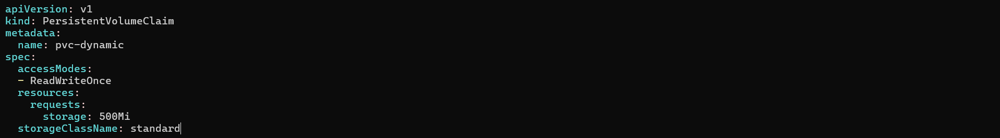 apiVersion: v1
kind: PersistentVolumeClaim
metadata:
  name: pvc-dynamic
spec:
  accessModes:
  - ReadWriteOnce
  resources:
    requests:
      storage: 500Mi
  storageClassName: standard